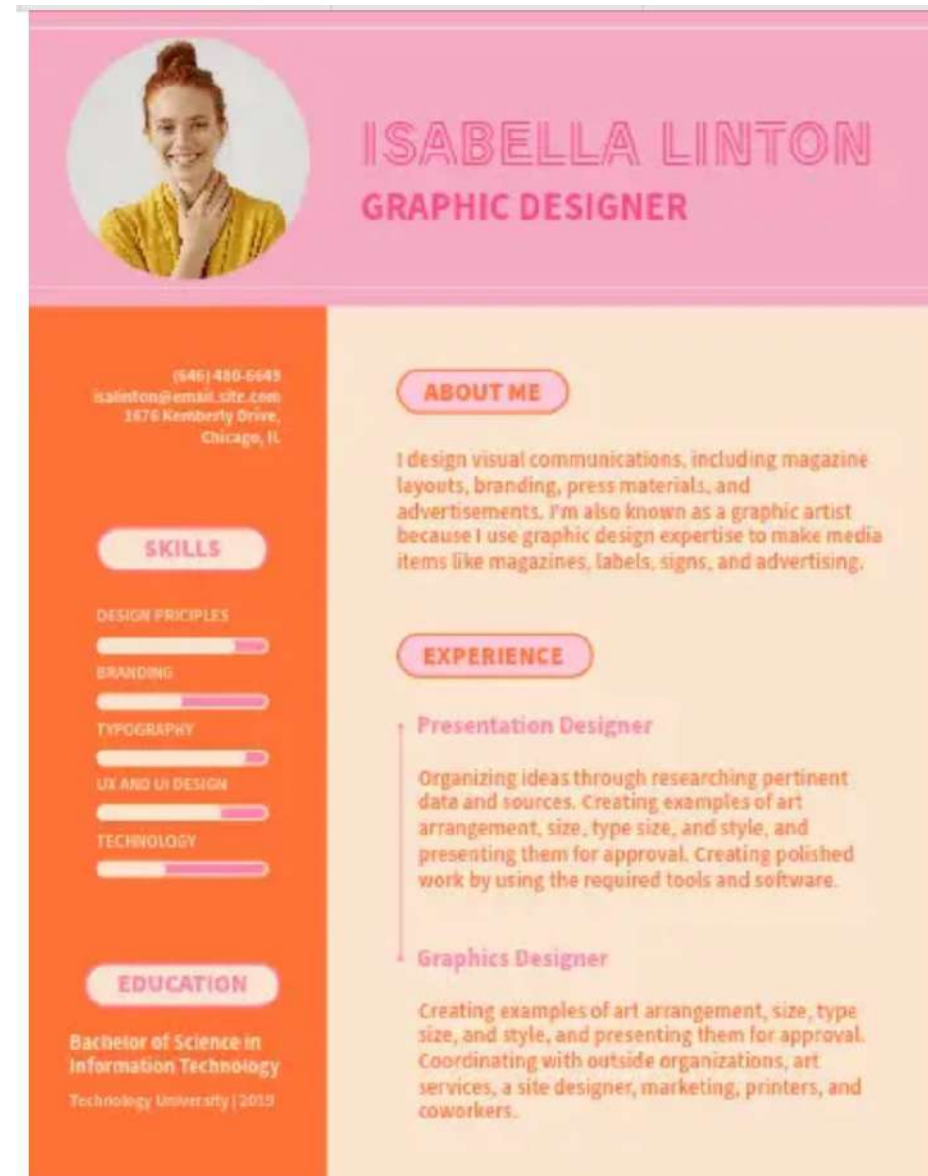 ISABELLA LINTON
GRAPHIC DESIGNER
(646) 480-6649
isalinton@email.site.com
1676 Kemberly Drive,
Chicago, IL
SKILLS
DESIGN PRICIPLES
BRANDING
TYPOGRAPHY
UX AND UI DESIGN
TECHNOLOGY
EDUCATION
Bachelor of Science in
Information Technology
Technology University | 2019
ABOUT ME
I design visual communications, including magazine
layouts, branding, press materials, and
advertisements. I'm also known as a graphic artist
because I use graphic design expertise to make media
items like magazines, labels, signs, and advertising.
EXPERIENCE
Presentation Designer
Organizing ideas through researching pertinent
data and sources. Creating examples of art
arrangement, size, type size, and style, and
presenting them for approval. Creating polished
work by using the required tools and software.
Graphics Designer
Creating examples of art arrangement, size, type
size, and style, and presenting them for approval.
Coordinating with outside organizations, art
services, a site designer, marketing, printers, and
coworkers.